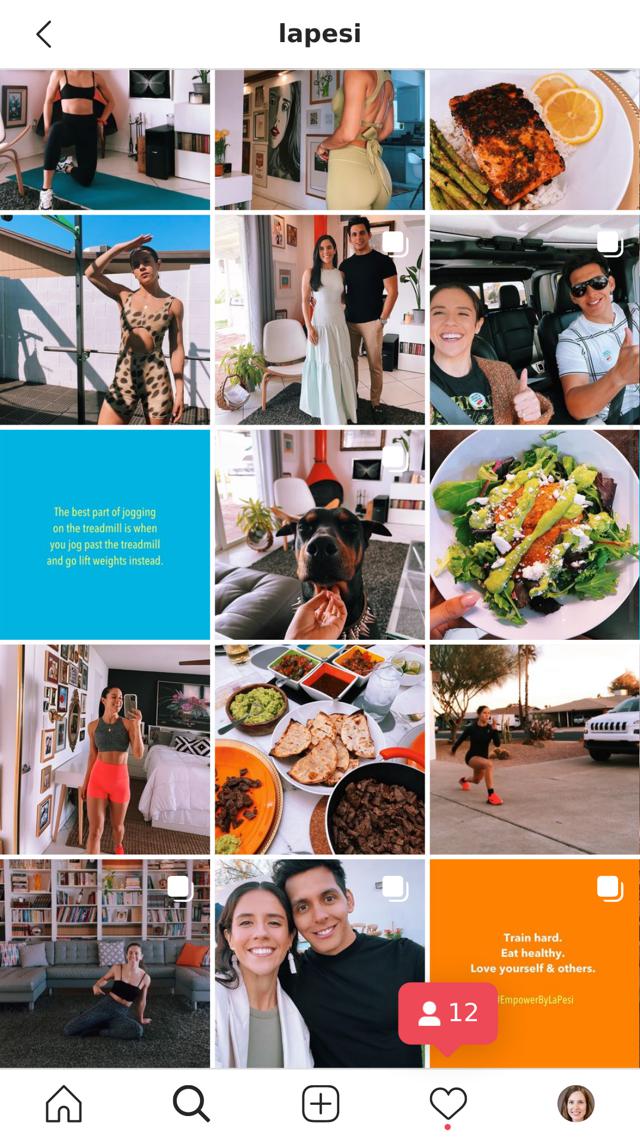 lapesi
The best part of jogging
on the treadmill is when
you jog past the treadmill
and go lift weights instead.
Train hard.
Eat healthy.
Love yourself & others.
EmpowerByLaPesi
12